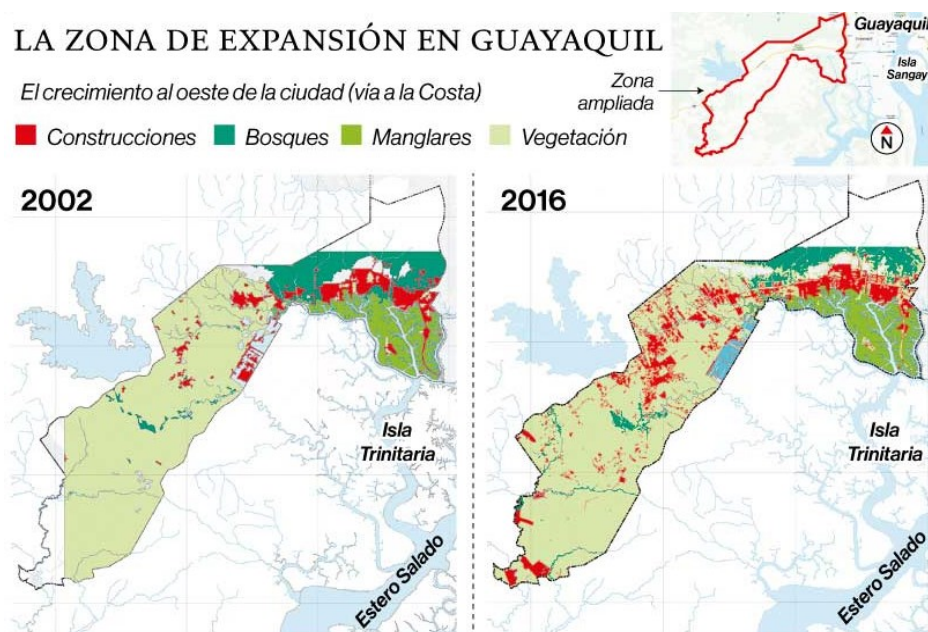 LA ZONA DE EXPANSIÓN EN GUAYAQUIL
El crecimiento al oeste de la ciudad (via a la Costa)
Construcciones
Bosques
Manglares
Vegetación
Zona
ampliada
Guayaquil
Isla
Sangay
N
2002
Isla
Trinitaria
Estero Salado
2016
Isla
Trinitaria
Estero Salado